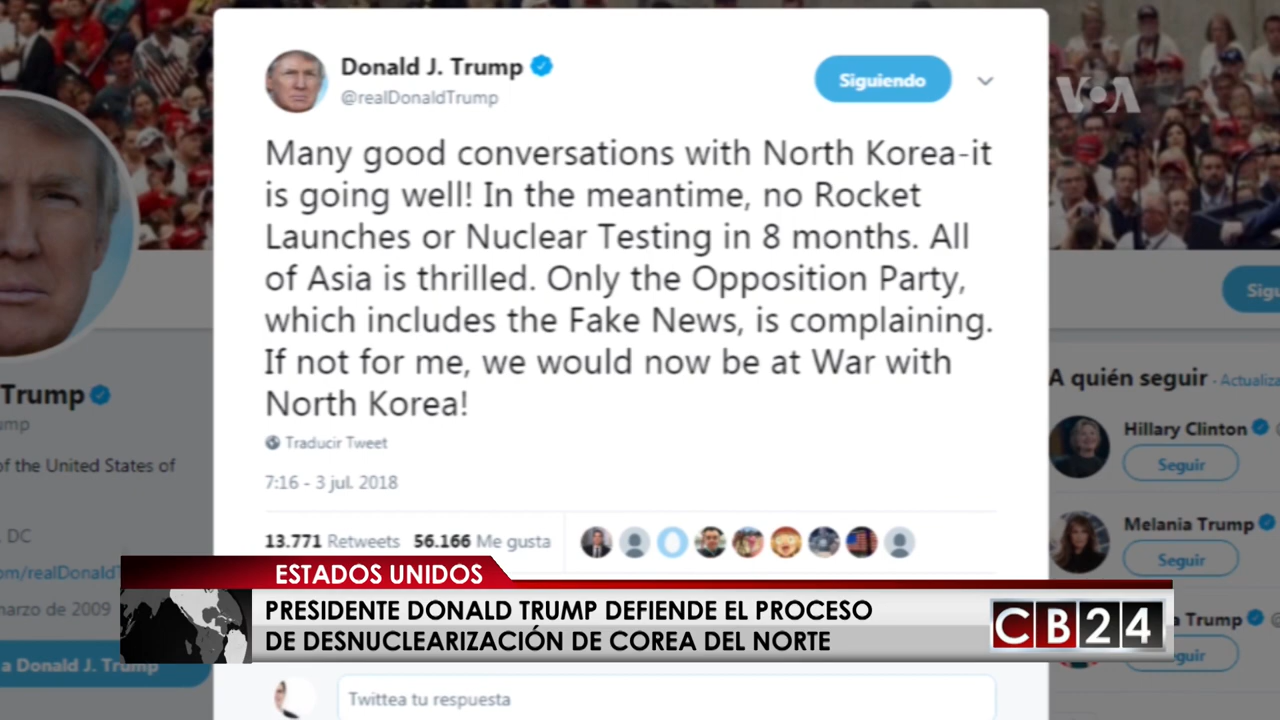 Donald J. Trump
@realDonaldTrump
Siguiendo
VOA
Many good conversations with North Korea-it
is going well! In the meantime, no Rocket
Launches or Nuclear Testing in 8 months. All
of Asia is thrilled. Only the Opposition Party,
which includes the Fake News, is complaining.
If not for me, we would now be at War with
North Korea!
Traducir Tweet
7:16 - 3 jul. 2018
13.771 Retweets 56.166 Me gusta
Trump
of the United States of
DC
marzo de 2009
a Donald J. Trump
A quién seguir · Actualiza
Hillary Clinton
Seguir
Melania Trump
Seguir
Trump
ESTADOS UNIDOS
PRESIDENTE DONALD TRUMP DEFIENDE EL PROCESO
DE DESNUCLEARIZACIÓN DE COREA DEL NORTE
CB24
Twittea tu respuesta